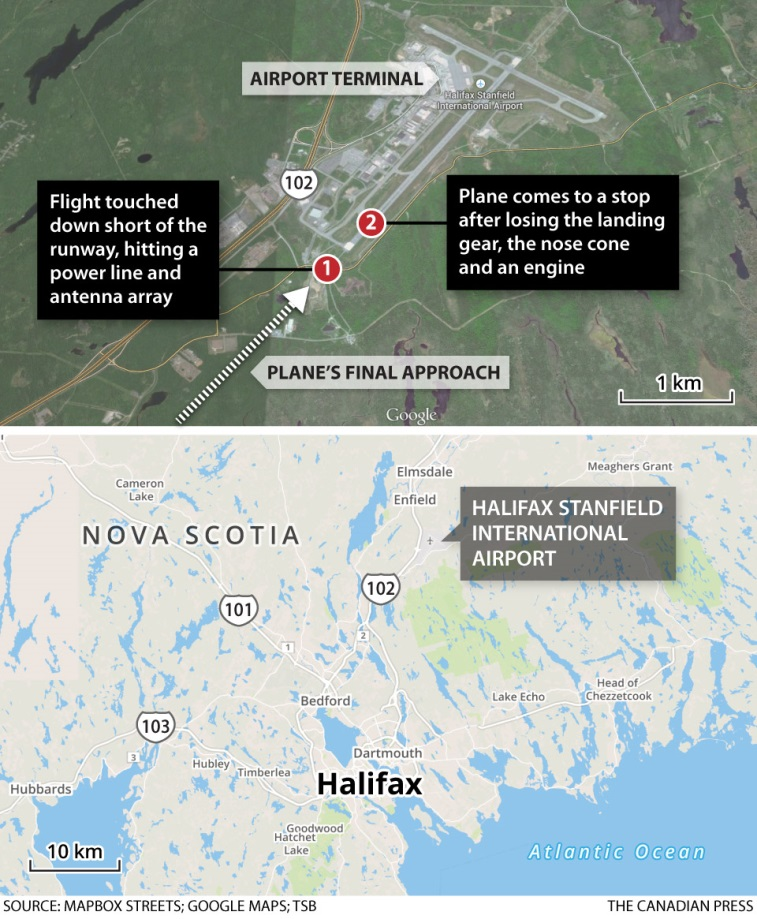 AIRPORT TERMINAL
Halifax Stanfield
International Airport
102
Flight touched
down short of the
runway, hitting a
power line and
antenna array
2
Plane comes to a stop
after losing the landing
gear, the nose cone
and an engine
1
PLANE'S FINAL APPROACH
1 km
Google
Elmsdale
Meaghers Grant
Cameron
Lake
Enfield
NOVA SCOTIA
HALIFAX STANFIELD
INTERNATIONAL
AIRPORT
102
101
2
1
Bedford
Lake Echo
Head of
Chezzetcook
103
3
Dartmouth
Hubley
Timberlea
Hubbards
Halifax
Goodwood
Hatchet
Lake
10 km
Atlantic Ocean
SOURCE: MAPBOX STREETS; GOOGLE MAPS; TSB
THE CANADIAN PRESS